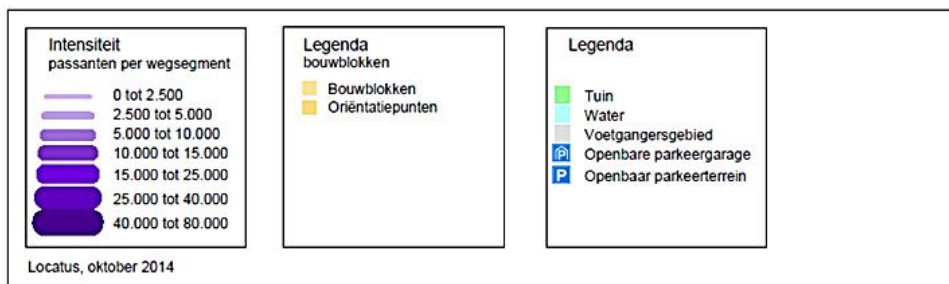 Intensiteit
passanten per wegsegment
0 tot 2.500
2.500 tot 5.000
5.000 tot 10.000
10.000 tot 15.000
15.000 tot 25.000
25.000 tot 40.000
40.000 tot 80.000
Locatus, oktober 2014
Legenda
bouwblokken
Bouwblokken
Oriëntatiepunten
Legenda
Tuin
Water
Voetgangersgebied
P Openbare parkeergarage
P Openbaar parkeerterrein